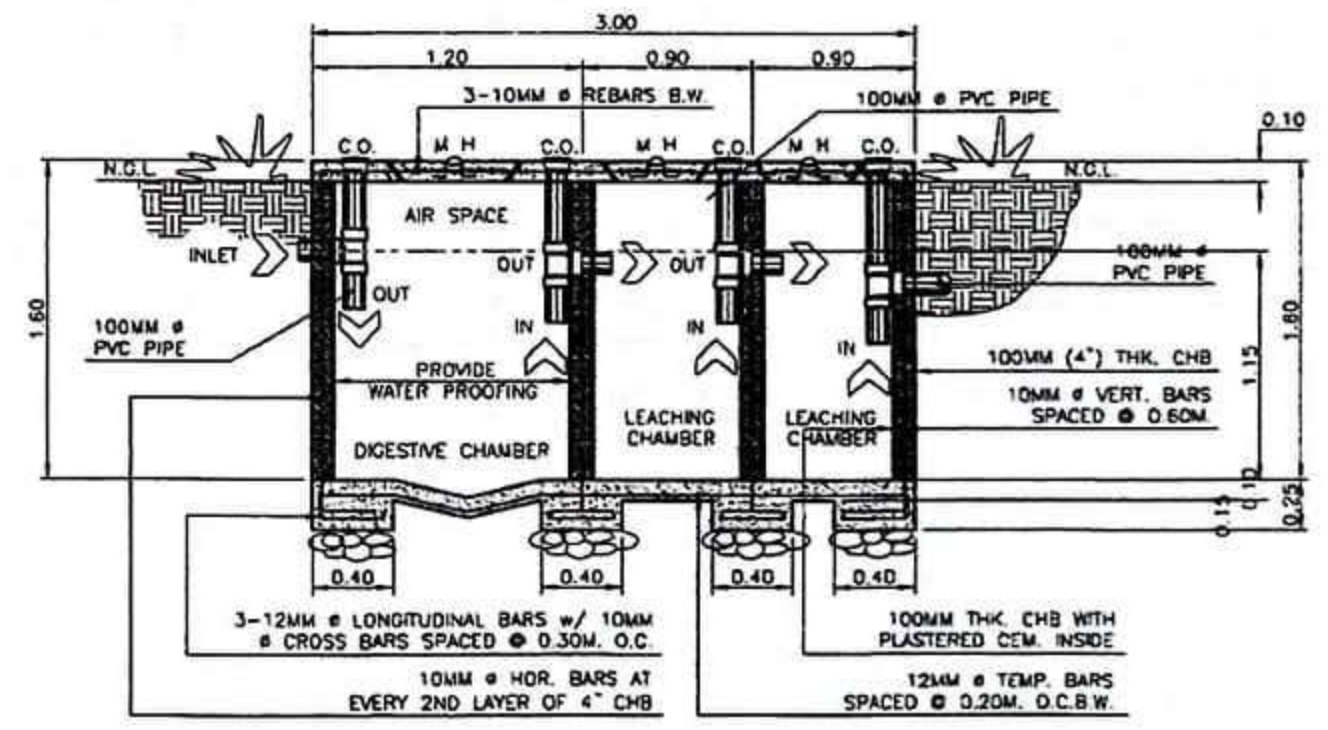 3.00
1.20
0.90
0.90
3-10MM ø REBARS B.W.
100MM ø PVC PIPE
0.10
C.O.
M H
C.O.
M H
C.O.
M H
C.O.
N.G.L.
N.G.L.
AIR SPACE
INLET
OUT
OUT
100MM ø
PVC PIPE
OUT
1.60
1.60
1.15
100MM ø
PVC PIPE
IN
IN
IN
100MM (4") THK. CHB
PROVIDE
WATER PROOFING
10MM ø VERT. BARS
SPACED @ 0.60M.
LEACHING
CHAMBER
LEACHING
CHAMBER
DIGESTIVE CHAMBER
0.10
0.15
0.25
0.40
0.40
0.40
0.40
3-12MM ø LONGITUDINAL BARS w/ 10MM
ø CROSS BARS SPACED @ 0.30M. O.C.
100MM THK. CHB WITH
PLASTERED CEM. INSIDE
10MM ø HOR. BARS AT
EVERY 2ND LAYER OF 4" CHB
12MM ø TEMP. BARS
SPACED @ 0.20M. O.C.B.W.